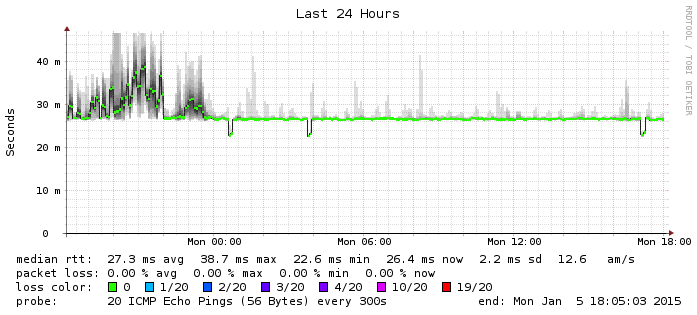 Last 24 Hours
RRDTOOL / TOBI OETIKER
Seconds
40 m
30 m
20 m
10 m
0
Mon 00:00 Mon 06:00 Mon 12:00 Mon 18:00
median rtt: 27.3 ms avg 38.7 ms max 22.6 ms min 26.4 ms now 2.2 ms sd 12.6 am/s
packet loss: 0.00 % avg 0.00 % max 0.00 % min 0.00 % now
loss color: 0 1/20 2/20 3/20 4/20 10/20 19/20
probe: 20 ICMP Echo Pings (56 Bytes) every 300s end: Mon Jan 5 18:05:03 2015